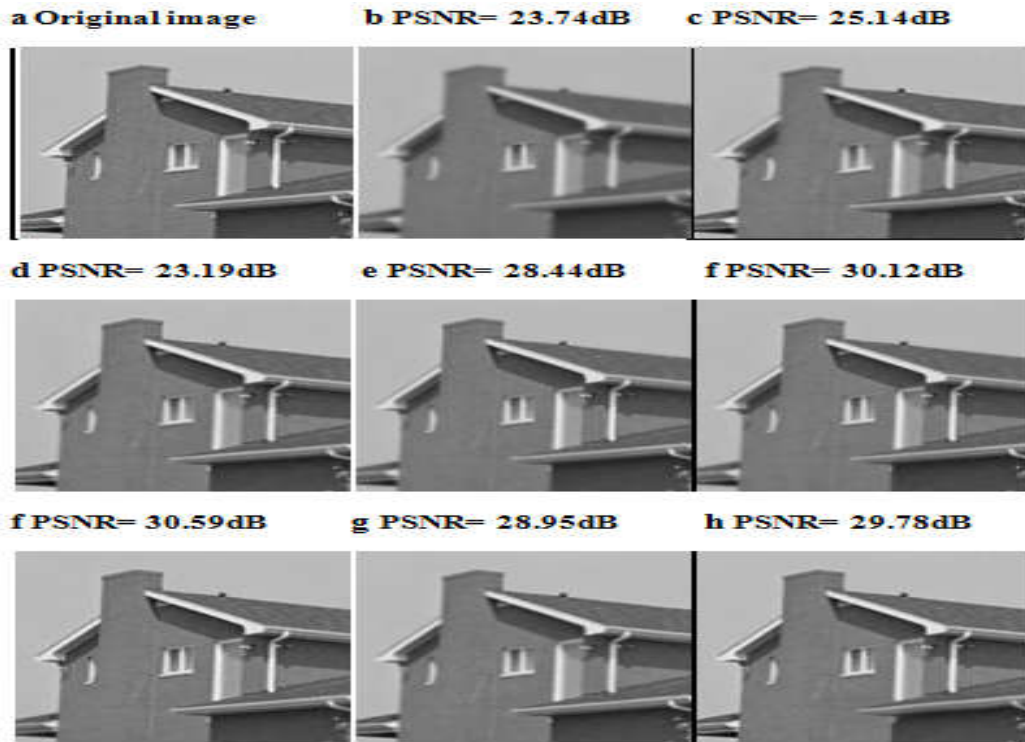 a Original image b PSNR= 23.74dB c PSNR= 25.14dB
d PSNR= 23.19dB e PSNR= 28.44dB f PSNR= 30.12dB
f PSNR= 30.59dB g PSNR= 28.95dB h PSNR= 29.78dB